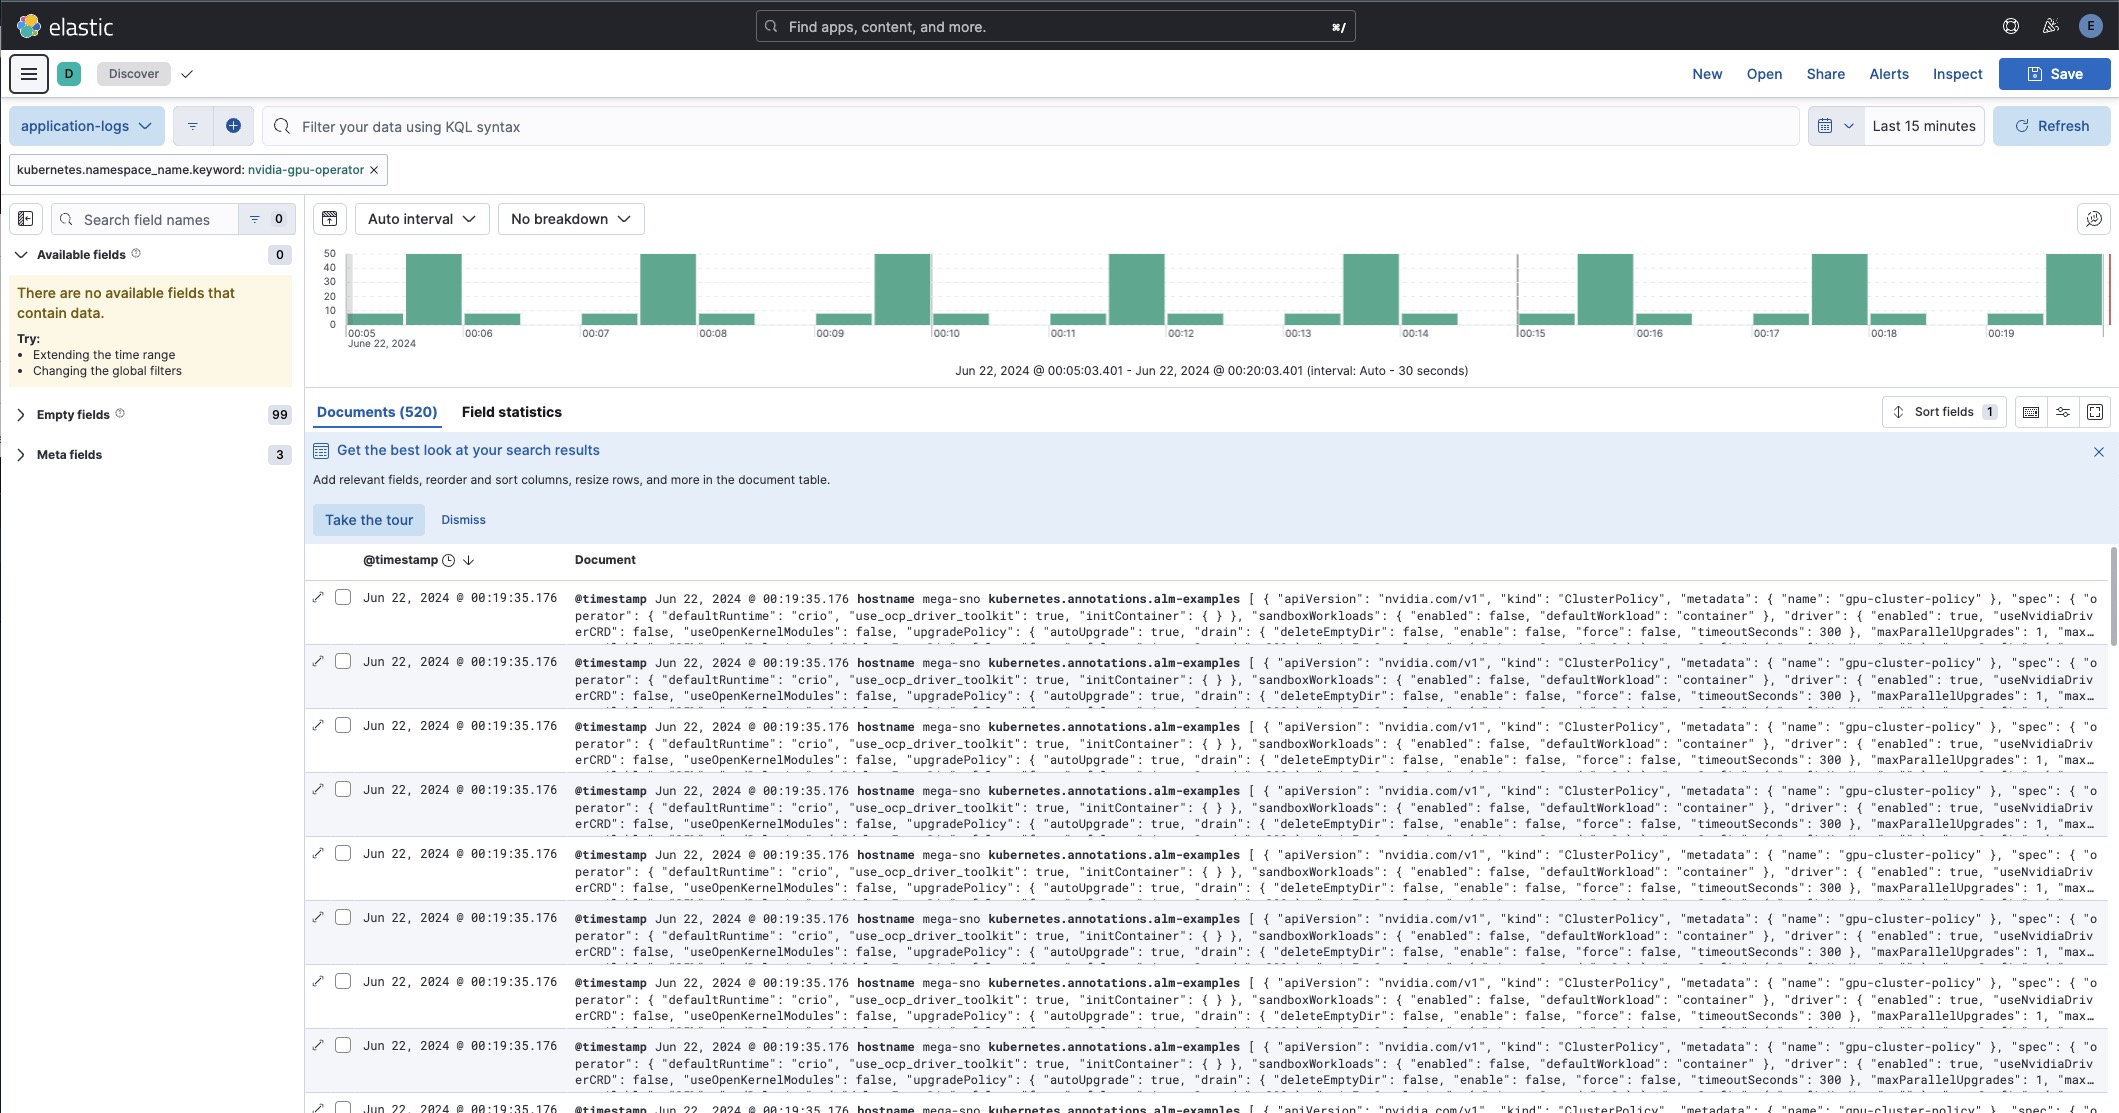 elastic
Find apps, content, and more.
⌘/
E
D
Discover
New
Open
Share
Alerts
Inspect
Save
application-logs
Filter your data using KQL syntax
Last 15 minutes
Refresh
kubernetes.namespace_name.keyword: nvidia-gpu-operator
Search field names
0
Auto interval
No breakdown
Available fields
0
There are no available fields that
contain data.
Try:
• Extending the time range
• Changing the global filters
Empty fields
99
Meta fields
3
50
40
30
20
10
0
00:05
00:06
00:07
00:08
00:09
00:10
00:11
00:12
00:13
00:14
00:15
00:16
00:17
00:18
00:19
June 22, 2024
Jun 22, 2024 @ 00:05:03.401 - Jun 22, 2024 @ 00:20:03.401 (interval: Auto - 30 seconds)
Documents (520)
Field statistics
Sort fields 1
Get the best look at your search results
Add relevant fields, reorder and sort columns, resize rows, and more in the document table.
Take the tour
Dismiss
@timestamp
Document
Jun 22, 2024 @ 00:19:35.176
@timestamp Jun 22, 2024 @ 00:19:35.176 hostname mega-sno kubernetes.annotations.alm-examples [ { "apiVersion": "nvidia.com/v1", "kind": "ClusterPolicy", "metadata": { "name": "gpu-cluster-policy" }, "spec": { "o
perator": { "defaultRuntime": "crio", "use_ocp_driver_toolkit": true, "initContainer": { } }, "sandboxWorkloads": { "enabled": false, "defaultWorkload": "container" }, "driver": { "enabled": true, "useNvidiaDriv
erCRD": false, "useOpenKernelModules": false, "upgradePolicy": { "autoUpgrade": true, "drain": { "deleteEmptyDir": false, "enable": false, "force": false, "timeoutSeconds": 300 }, "maxParallelUpgrades": 1, "max…
Jun 22, 2024 @ 00:19:35.176
@timestamp Jun 22, 2024 @ 00:19:35.176 hostname mega-sno kubernetes.annotations.alm-examples [ { "apiVersion": "nvidia.com/v1", "kind": "ClusterPolicy", "metadata": { "name": "gpu-cluster-policy" }, "spec": { "o
perator": { "defaultRuntime": "crio", "use_ocp_driver_toolkit": true, "initContainer": { } }, "sandboxWorkloads": { "enabled": false, "defaultWorkload": "container" }, "driver": { "enabled": true, "useNvidiaDriv
erCRD": false, "useOpenKernelModules": false, "upgradePolicy": { "autoUpgrade": true, "drain": { "deleteEmptyDir": false, "enable": false, "force": false, "timeoutSeconds": 300 }, "maxParallelUpgrades": 1, "max…
Jun 22, 2024 @ 00:19:35.176
@timestamp Jun 22, 2024 @ 00:19:35.176 hostname mega-sno kubernetes.annotations.alm-examples [ { "apiVersion": "nvidia.com/v1", "kind": "ClusterPolicy", "metadata": { "name": "gpu-cluster-policy" }, "spec": { "o
perator": { "defaultRuntime": "crio", "use_ocp_driver_toolkit": true, "initContainer": { } }, "sandboxWorkloads": { "enabled": false, "defaultWorkload": "container" }, "driver": { "enabled": true, "useNvidiaDriv
erCRD": false, "useOpenKernelModules": false, "upgradePolicy": { "autoUpgrade": true, "drain": { "deleteEmptyDir": false, "enable": false, "force": false, "timeoutSeconds": 300 }, "maxParallelUpgrades": 1, "max…
Jun 22, 2024 @ 00:19:35.176
@timestamp Jun 22, 2024 @ 00:19:35.176 hostname mega-sno kubernetes.annotations.alm-examples [ { "apiVersion": "nvidia.com/v1", "kind": "ClusterPolicy", "metadata": { "name": "gpu-cluster-policy" }, "spec": { "o
perator": { "defaultRuntime": "crio", "use_ocp_driver_toolkit": true, "initContainer": { } }, "sandboxWorkloads": { "enabled": false, "defaultWorkload": "container" }, "driver": { "enabled": true, "useNvidiaDriv
erCRD": false, "useOpenKernelModules": false, "upgradePolicy": { "autoUpgrade": true, "drain": { "deleteEmptyDir": false, "enable": false, "force": false, "timeoutSeconds": 300 }, "maxParallelUpgrades": 1, "max…
Jun 22, 2024 @ 00:19:35.176
@timestamp Jun 22, 2024 @ 00:19:35.176 hostname mega-sno kubernetes.annotations.alm-examples [ { "apiVersion": "nvidia.com/v1", "kind": "ClusterPolicy", "metadata": { "name": "gpu-cluster-policy" }, "spec": { "o
perator": { "defaultRuntime": "crio", "use_ocp_driver_toolkit": true, "initContainer": { } }, "sandboxWorkloads": { "enabled": false, "defaultWorkload": "container" }, "driver": { "enabled": true, "useNvidiaDriv
erCRD": false, "useOpenKernelModules": false, "upgradePolicy": { "autoUpgrade": true, "drain": { "deleteEmptyDir": false, "enable": false, "force": false, "timeoutSeconds": 300 }, "maxParallelUpgrades": 1, "max…
Jun 22, 2024 @ 00:19:35.176
@timestamp Jun 22, 2024 @ 00:19:35.176 hostname mega-sno kubernetes.annotations.alm-examples [ { "apiVersion": "nvidia.com/v1", "kind": "ClusterPolicy", "metadata": { "name": "gpu-cluster-policy" }, "spec": { "o
perator": { "defaultRuntime": "crio", "use_ocp_driver_toolkit": true, "initContainer": { } }, "sandboxWorkloads": { "enabled": false, "defaultWorkload": "container" }, "driver": { "enabled": true, "useNvidiaDriv
erCRD": false, "useOpenKernelModules": false, "upgradePolicy": { "autoUpgrade": true, "drain": { "deleteEmptyDir": false, "enable": false, "force": false, "timeoutSeconds": 300 }, "maxParallelUpgrades": 1, "max…
Jun 22, 2024 @ 00:19:35.176
@timestamp Jun 22, 2024 @ 00:19:35.176 hostname mega-sno kubernetes.annotations.alm-examples [ { "apiVersion": "nvidia.com/v1", "kind": "ClusterPolicy", "metadata": { "name": "gpu-cluster-policy" }, "spec": { "o
perator": { "defaultRuntime": "crio", "use_ocp_driver_toolkit": true, "initContainer": { } }, "sandboxWorkloads": { "enabled": false, "defaultWorkload": "container" }, "driver": { "enabled": true, "useNvidiaDriv
erCRD": false, "useOpenKernelModules": false, "upgradePolicy": { "autoUpgrade": true, "drain": { "deleteEmptyDir": false, "enable": false, "force": false, "timeoutSeconds": 300 }, "maxParallelUpgrades": 1, "max…
Jun 22, 2024 @ 00:19:35.176
@timestamp Jun 22, 2024 @ 00:19:35.176 hostname mega-sno kubernetes.annotations.alm-examples [ { "apiVersion": "nvidia.com/v1", "kind": "ClusterPolicy", "metadata": { "name": "gpu-cluster-policy" }, "spec": { "o
perator": { "defaultRuntime": "crio", "use_ocp_driver_toolkit": true, "initContainer": { } }, "sandboxWorkloads": { "enabled": false, "defaultWorkload": "container" }, "driver": { "enabled": true, "useNvidiaDriv
erCRD": false, "useOpenKernelModules": false, "upgradePolicy": { "autoUpgrade": true, "drain": { "deleteEmptyDir": false, "enable": false, "force": false, "timeoutSeconds": 300 }, "maxParallelUpgrades": 1, "max…
Jun 22, 2024 @ 00:19:35.176
@timestamp Jun 22, 2024 @ 00:19:35.176 hostname mega-sno kubernetes.annotations.alm-examples [ { "apiVersion": "nvidia.com/v1", "kind": "ClusterPolicy", "metadata": { "name": "gpu-cluster-policy" }, "spec": { "o